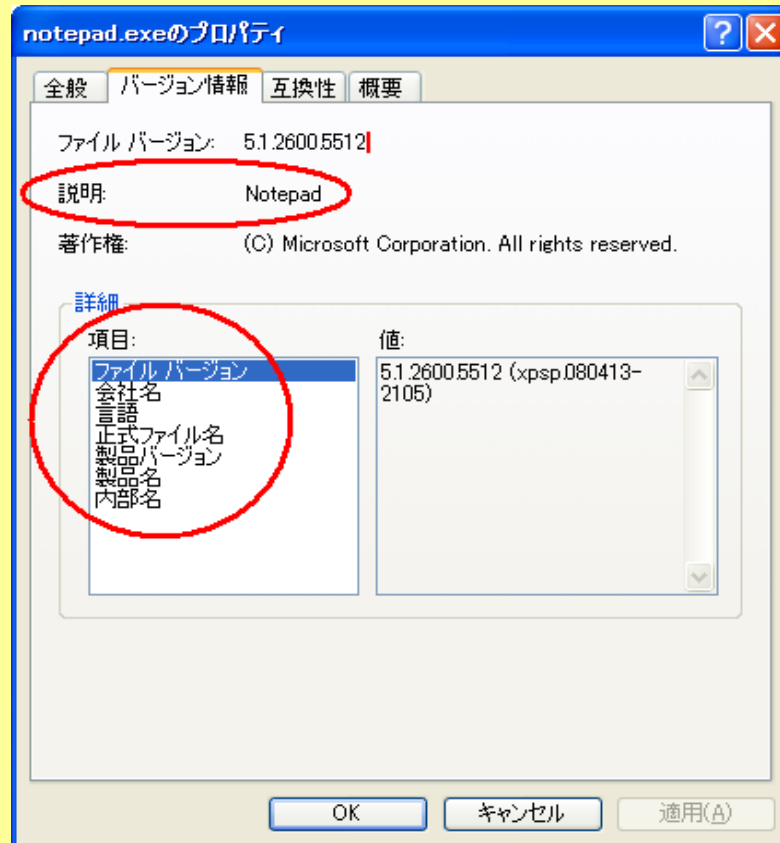 notepad.exeのプロパティ
全般 バージョン情報 互換性 概要
ファイル バージョン: 5.1.2600.5512
説明: Notepad
著作権: (C) Microsoft Corporation. All rights reserved.
詳細
項目: 値:
ファイル バージョン
会社名
言語
正式ファイル名
製品バージョン
製品名
内部名
5.1.2600.5512 (xpsp.080413-
2105)
OK キャンセル 適用(A)